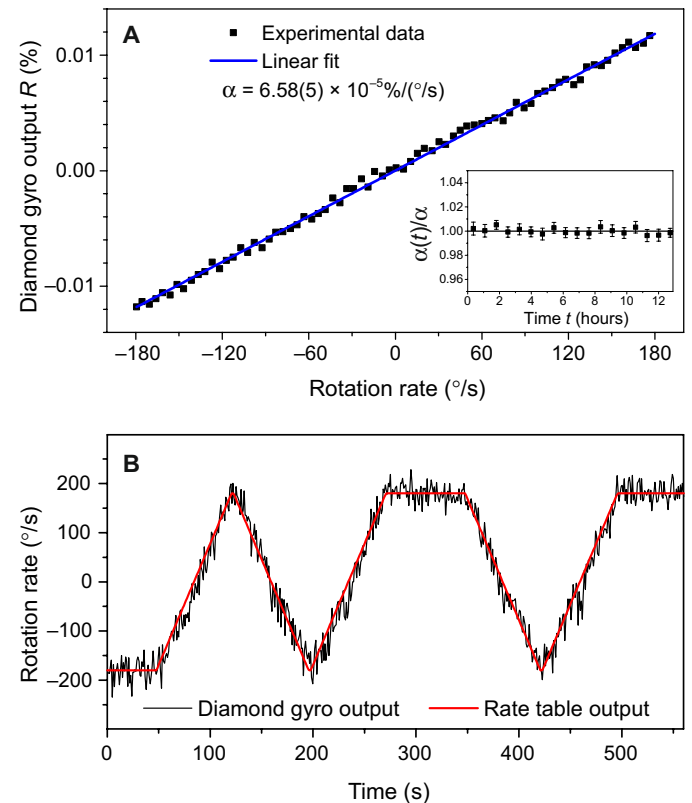 A
Experimental data
Linear fit
α = 6.58(5) × 10⁻⁵%/(°/s)
Diamond gyro output R (%)
0.01
0.00
–0.01
–180
–120
–60
0
60
120
180
Rotation rate (°/s)
α(t)/α
1.04
1.02
1.00
0.98
0.96
0
2
4
6
8
10
12
Time t (hours)
B
Rotation rate (°/s)
200
100
0
–100
–200
Diamond gyro output
Rate table output
0
100
200
300
400
500
Time (s)